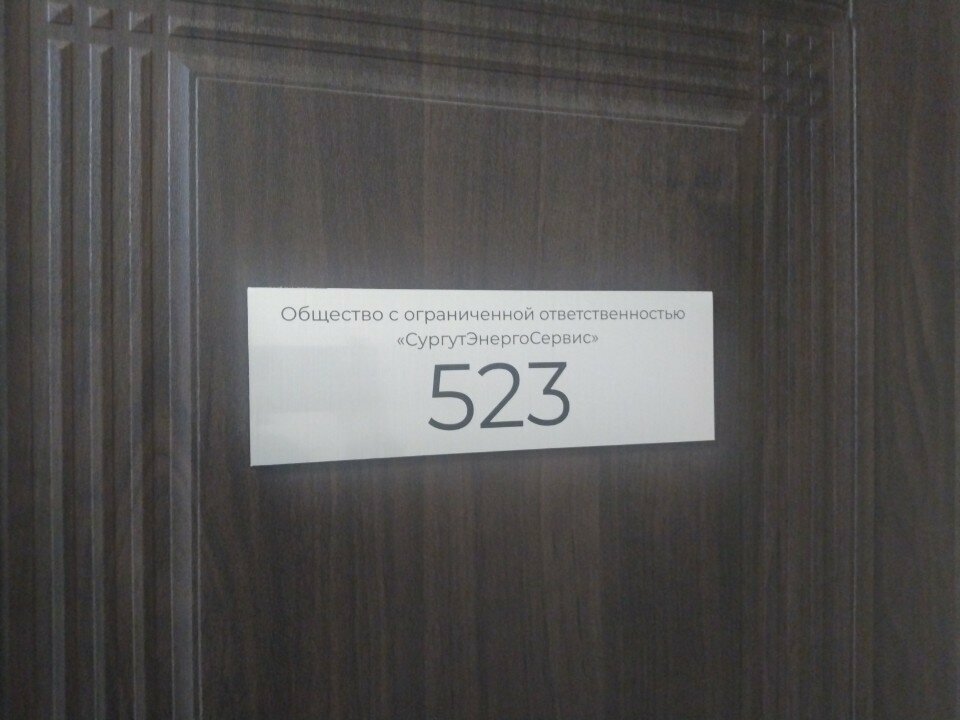 Общество с ограниченной ответственностью
«СургутЭнергоСервис»
523